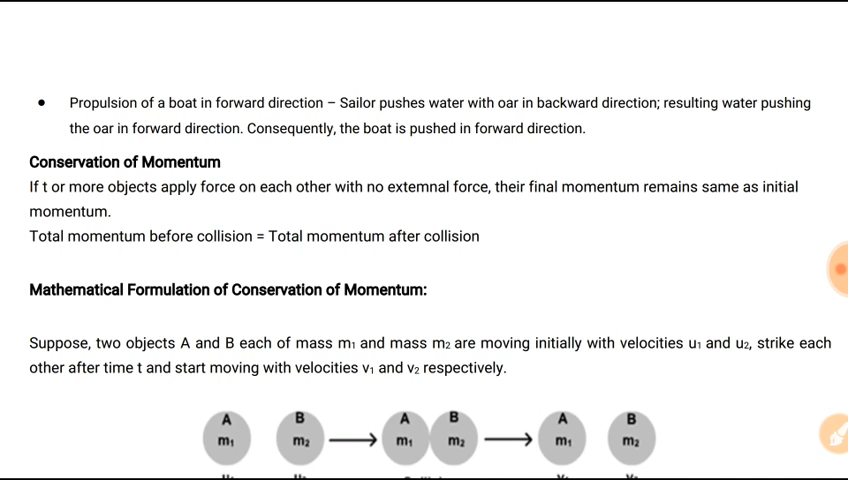 • Propulsion of a boat in forward direction – Sailor pushes water with oar in backward direction; resulting water pushing
the oar in forward direction. Consequently, the boat is pushed in forward direction.
Conservation of Momentum
If t or more objects apply force on each other with no extemnal force, their final momentum remains same as initial
momentum.
Total momentum before collision = Total momentum after collision
Mathematical Formulation of Conservation of Momentum:
Suppose, two objects A and B each of mass m₁ and mass m₂ are moving initially with velocities u₁ and u₂, strike each
other after time t and start moving with velocities v₁ and v₂ respectively.
A B A B A B
m₁ m₂ m₁ m₂ m₁ m₂